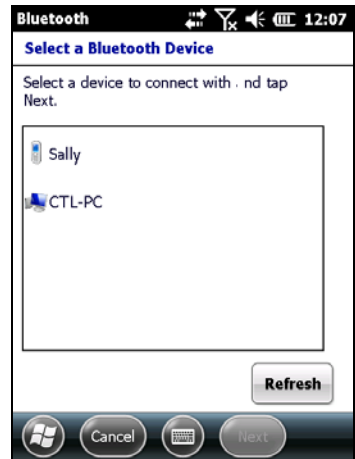 Bluetooth 12:07
Select a Bluetooth Device
Select a device to connect with nd tap
Next.
Sally
CTL-PC
Refresh
Cancel Next